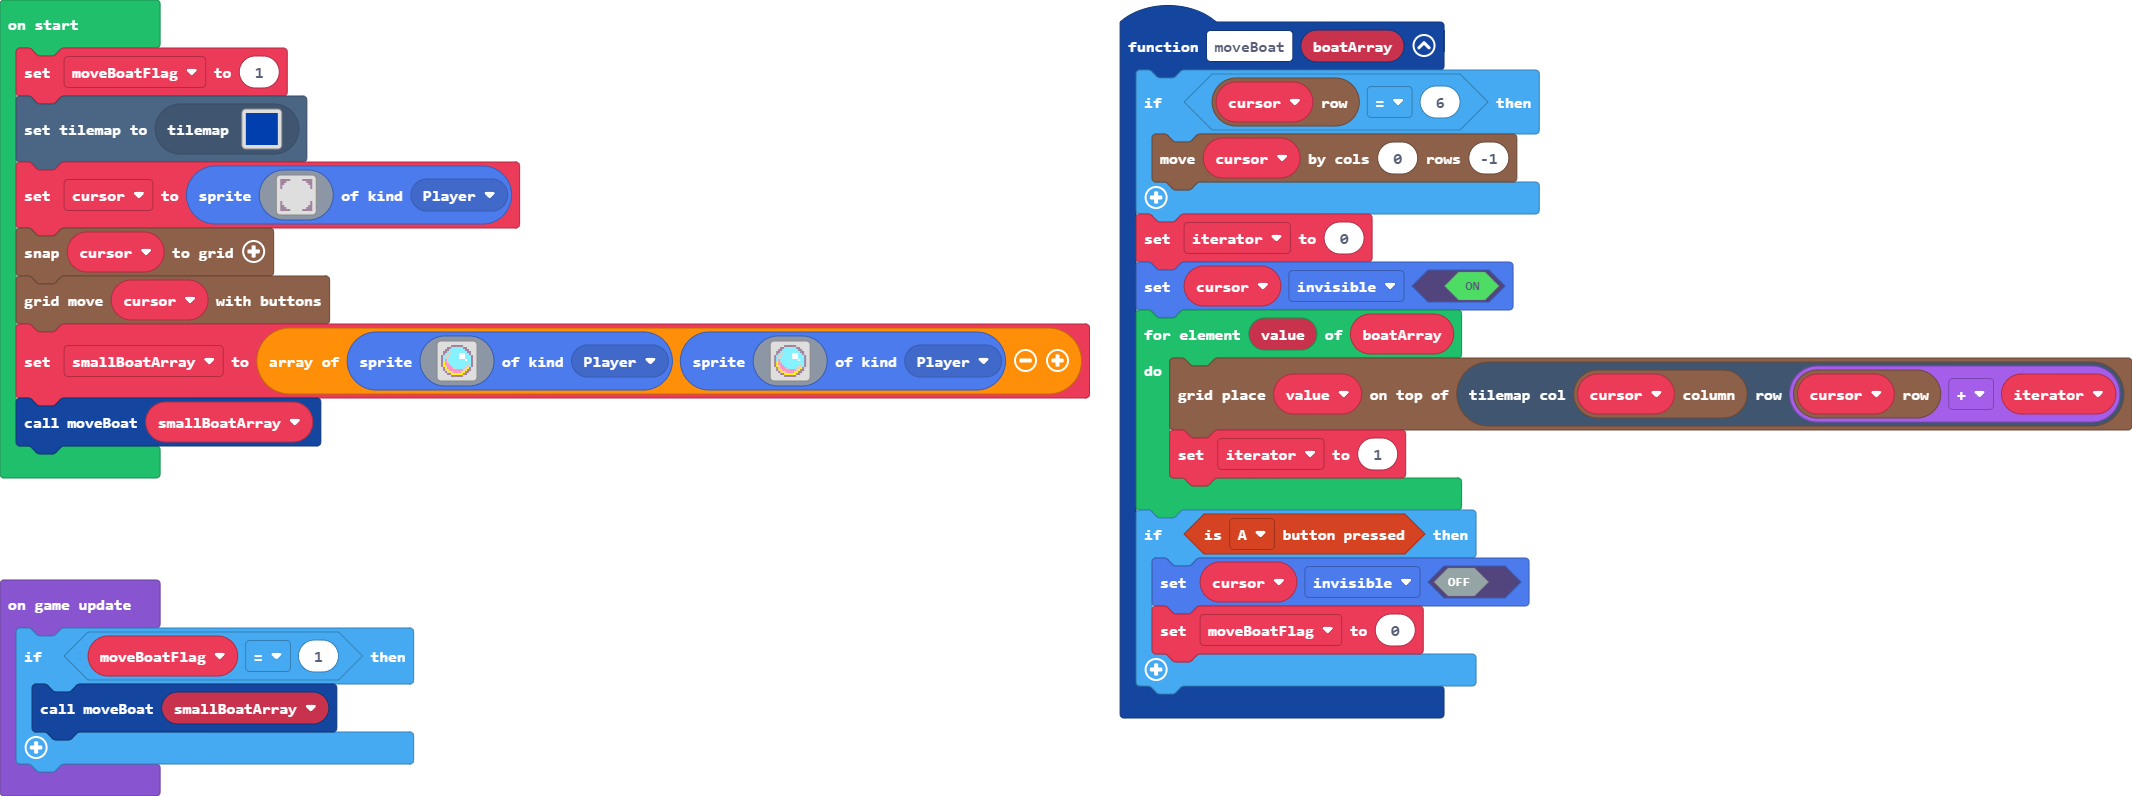 on start
set moveBoatFlag to 1
set tilemap to tilemap
set cursor to sprite of kind Player
snap cursor to grid
grid move cursor with buttons
set smallBoatArray to array of sprite of kind Player sprite of kind Player
call moveBoat smallBoatArray
on game update
if moveBoatFlag = 1 then
call moveBoat smallBoatArray
function moveBoat boatArray
if cursor row = 6 then
move cursor by cols 0 rows -1
set iterator to 0
set cursor invisible ON
for element value of boatArray
do
grid place value on top of tilemap col cursor column row cursor row + iterator
set iterator to 1
if is A button pressed then
set cursor invisible OFF
set moveBoatFlag to 0